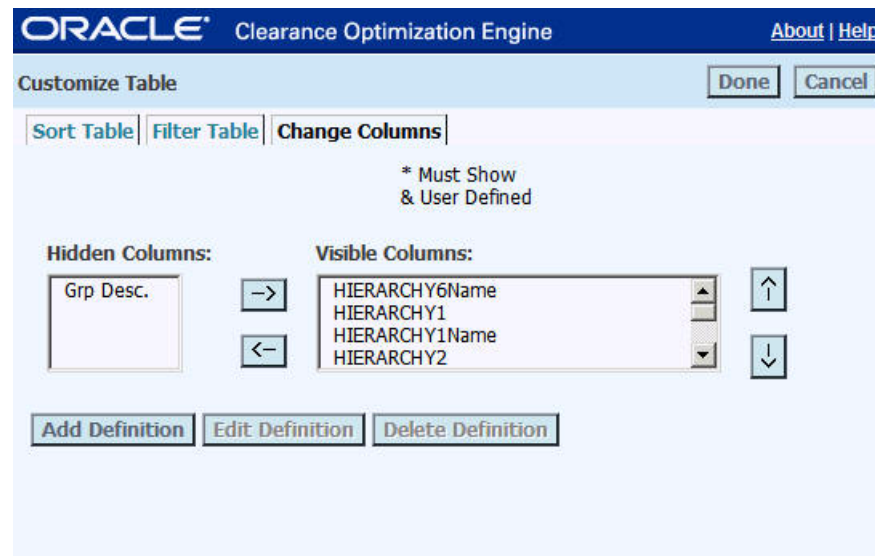 ORACLE® Clearance Optimization Engine About | Help
Customize Table Done Cancel
Sort Table Filter Table Change Columns
* Must Show
& User Defined
Hidden Columns: Visible Columns:
Grp Desc. –> HIERARCHY6Name
HIERARCHY1
HIERARCHY1Name
<– HIERARCHY2
Add Definition Edit Definition Delete Definition